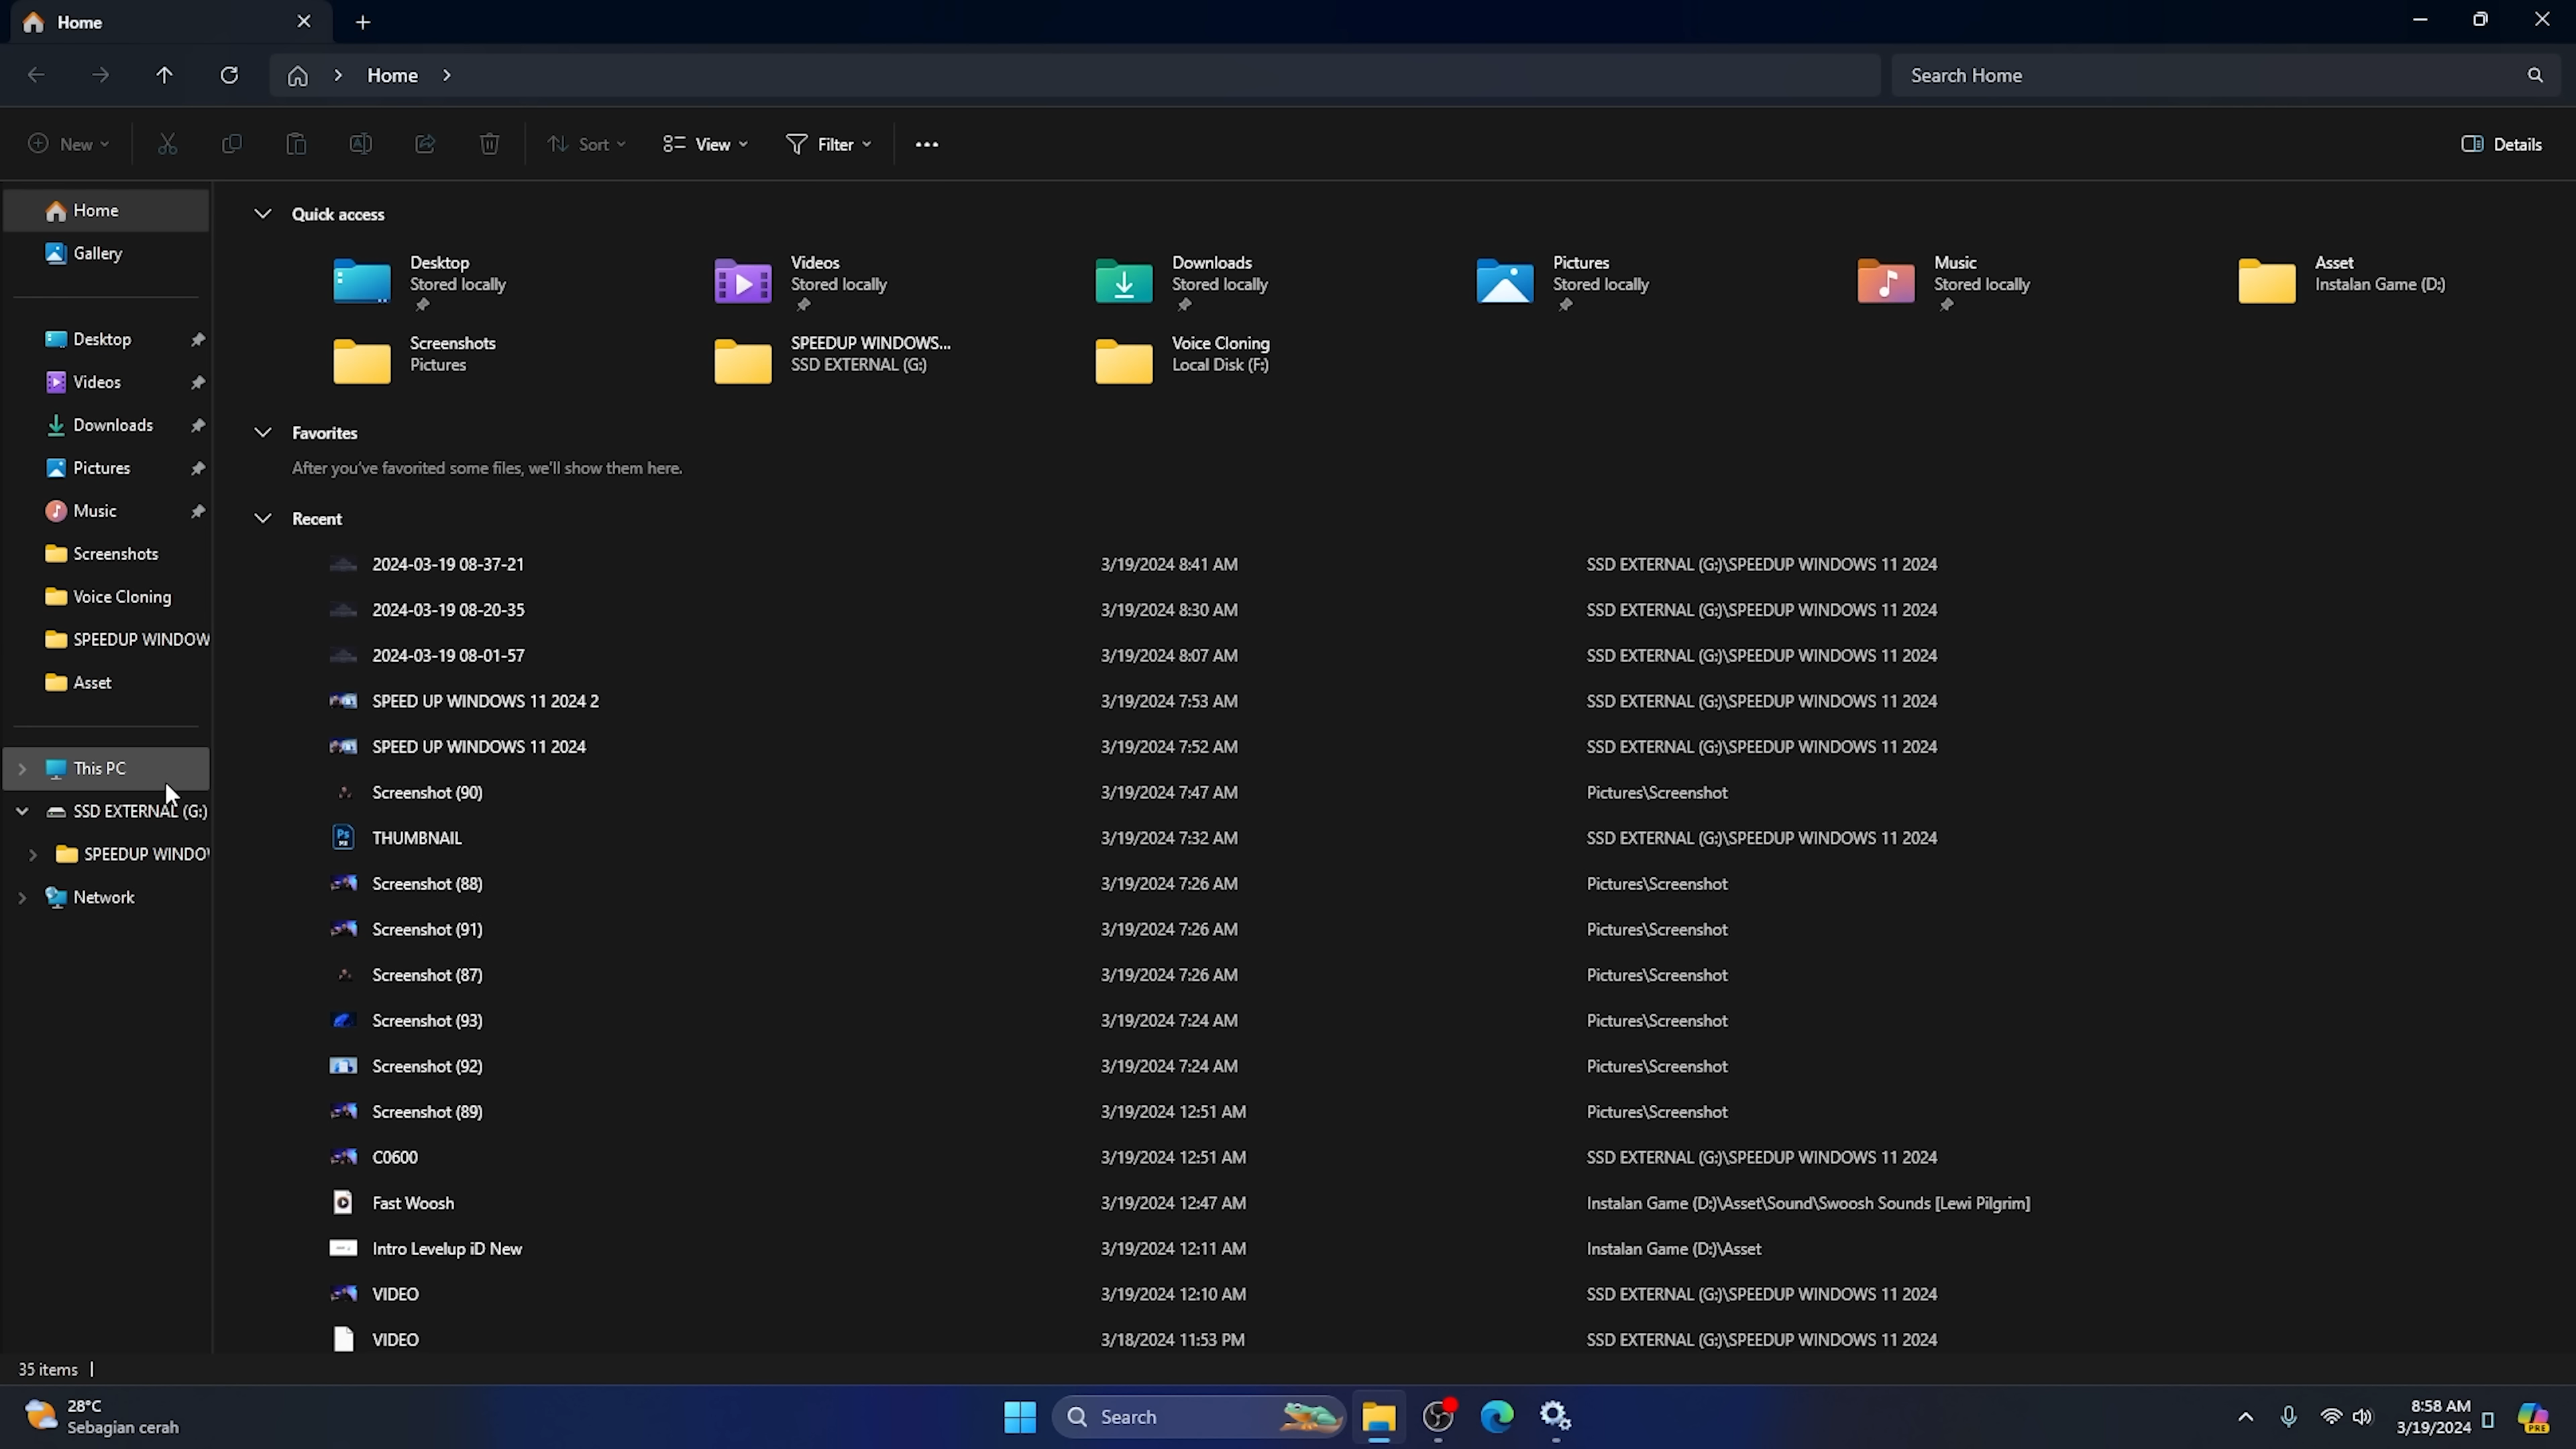 Home
Home
Search Home
New
Sort
View
Filter
Details
Home
Gallery
Desktop
Videos
Downloads
Pictures
Music
Screenshots
Voice Cloning
SPEEDUP WINDOW
Asset
This PC
SSD EXTERNAL (G:)
SPEEDUP WINDO
Network
Quick access
Desktop
Stored locally
Videos
Stored locally
Downloads
Stored locally
Pictures
Stored locally
Music
Stored locally
Asset
Instalan Game (D:)
Screenshots
Pictures
SPEEDUP WINDOWS...
SSD EXTERNAL (G:)
Voice Cloning
Local Disk (F:)
Favorites
After you've favorited some files, we'll show them here.
Recent
2024-03-19 08-37-21 3/19/2024 8:41 AM SSD EXTERNAL (G:)\SPEEDUP WINDOWS 11 2024
2024-03-19 08-20-35 3/19/2024 8:30 AM SSD EXTERNAL (G:)\SPEEDUP WINDOWS 11 2024
2024-03-19 08-01-57 3/19/2024 8:07 AM SSD EXTERNAL (G:)\SPEEDUP WINDOWS 11 2024
SPEED UP WINDOWS 11 2024 2 3/19/2024 7:53 AM SSD EXTERNAL (G:)\SPEEDUP WINDOWS 11 2024
SPEED UP WINDOWS 11 2024 3/19/2024 7:52 AM SSD EXTERNAL (G:)\SPEEDUP WINDOWS 11 2024
Screenshot (90) 3/19/2024 7:47 AM Pictures\Screenshot
THUMBNAIL 3/19/2024 7:32 AM SSD EXTERNAL (G:)\SPEEDUP WINDOWS 11 2024
Screenshot (88) 3/19/2024 7:26 AM Pictures\Screenshot
Screenshot (91) 3/19/2024 7:26 AM Pictures\Screenshot
Screenshot (87) 3/19/2024 7:26 AM Pictures\Screenshot
Screenshot (93) 3/19/2024 7:24 AM Pictures\Screenshot
Screenshot (92) 3/19/2024 7:24 AM Pictures\Screenshot
Screenshot (89) 3/19/2024 12:51 AM Pictures\Screenshot
C0600 3/19/2024 12:51 AM SSD EXTERNAL (G:)\SPEEDUP WINDOWS 11 2024
Fast Woosh 3/19/2024 12:47 AM Instalan Game (D:)\Asset\Sound\Swoosh Sounds [Lewi Pilgrim]
Intro Levelup iD New 3/19/2024 12:11 AM Instalan Game (D:)\Asset
VIDEO 3/19/2024 12:10 AM SSD EXTERNAL (G:)\SPEEDUP WINDOWS 11 2024
VIDEO 3/18/2024 11:53 PM SSD EXTERNAL (G:)\SPEEDUP WINDOWS 11 2024
35 items
28°C
Sebagian cerah
Search
8:58 AM
3/19/2024
PRE